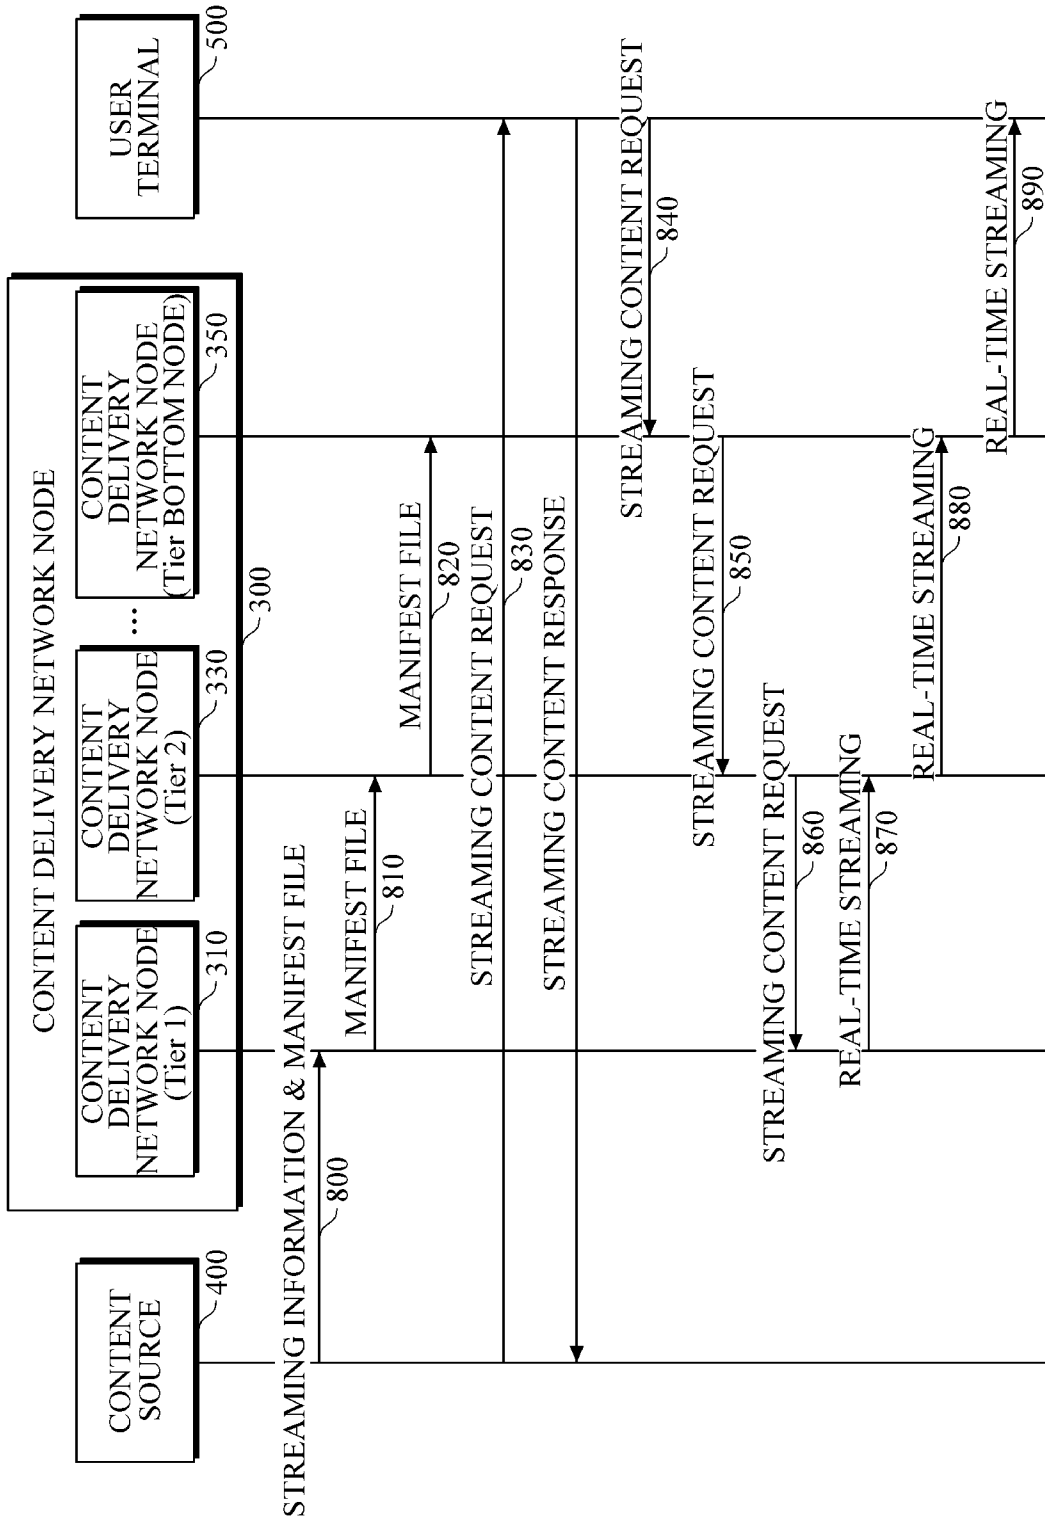 CONTENT DELIVERY NETWORK NODE
CONTENT
SOURCE
400
CONTENT
DELIVERY
NETWORK NODE
(Tier 1)
310
CONTENT
DELIVERY
NETWORK NODE
(Tier 2)
330
...
CONTENT
DELIVERY
NETWORK NODE
(Tier BOTTOM NODE)
350
300
USER
TERMINAL
500
STREAMING INFORMATION & MANIFEST FILE
800
MANIFEST FILE
810
MANIFEST FILE
820
STREAMING CONTENT REQUEST
830
STREAMING CONTENT RESPONSE
STREAMING CONTENT REQUEST
840
STREAMING CONTENT REQUEST
850
STREAMING CONTENT REQUEST
860
REAL-TIME STREAMING
870
REAL-TIME STREAMING
880
REAL-TIME STREAMING
890